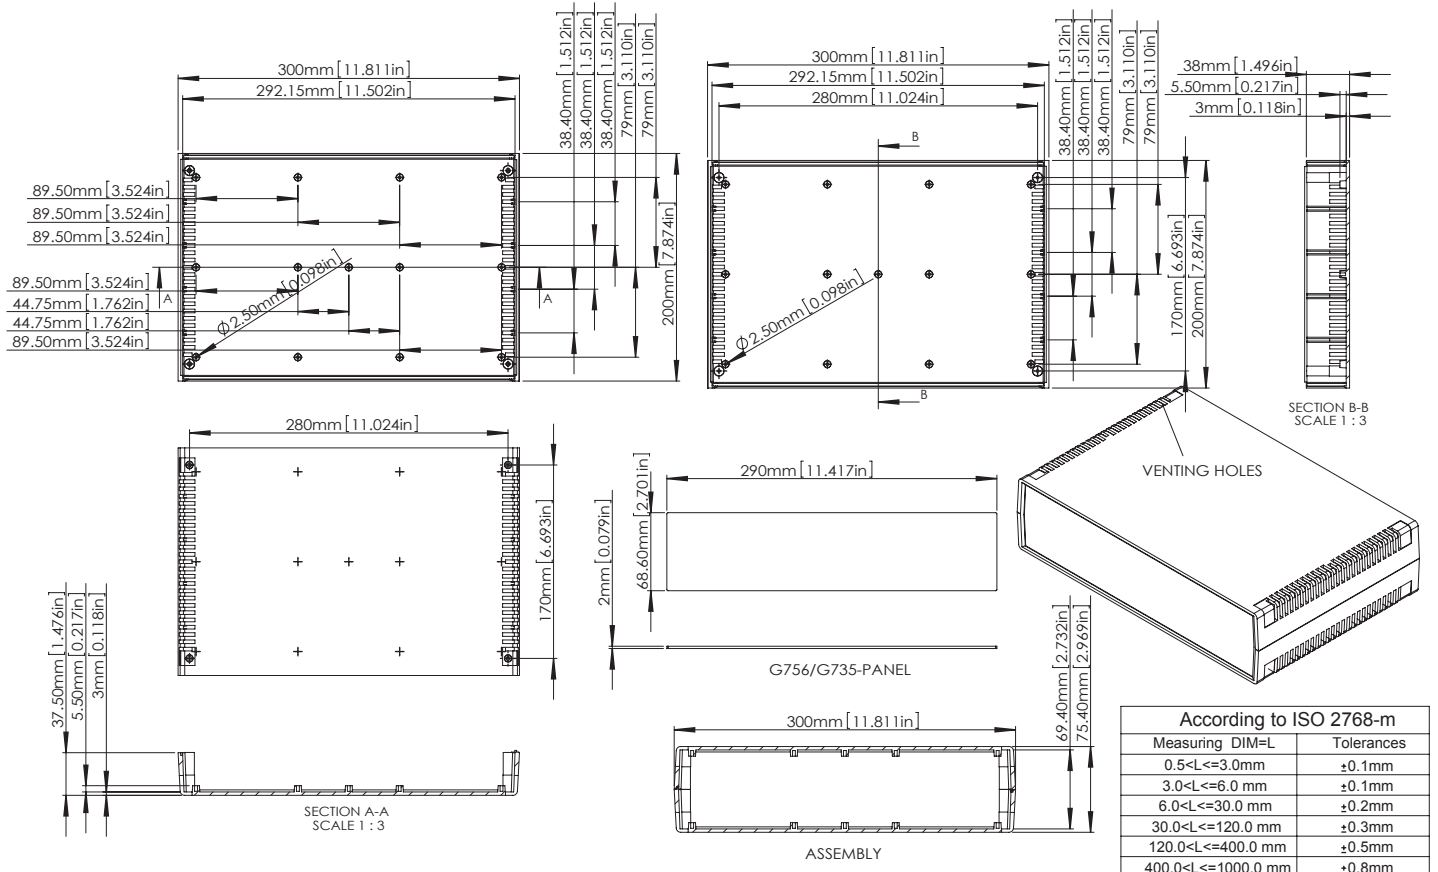 300mm [11.811in]
292.15mm [11.502in]
38.40mm [1.512in]
38.40mm [1.512in]
38.40mm [1.512in]
79mm [3.110in]
79mm [3.110in]
89.50mm [3.524in]
89.50mm [3.524in]
89.50mm [3.524in]
89.50mm [3.524in]
44.75mm [1.762in]
44.75mm [1.762in]
89.50mm [3.524in]
A
A
Ø2.50mm [0.098in]
200mm [7.874in]
300mm [11.811in]
292.15mm [11.502in]
280mm [11.024in]
38.40mm [1.512in]
38.40mm [1.512in]
38.40mm [1.512in]
79mm [3.110in]
79mm [3.110in]
B
B
Ø2.50mm [0.098in]
170mm [6.693in]
200mm [7.874in]
38mm [1.496in]
5.50mm [0.217in]
3mm [0.118in]
SECTION B-B
SCALE 1 : 3
280mm [11.024in]
170mm [6.693in]
37.50mm [1.476in]
5.50mm [0.217in]
3mm [0.118in]
SECTION A-A
SCALE 1 : 3
290mm [11.417in]
68.60mm [2.701in]
2mm [0.079in]
G756/G735-PANEL
VENTING HOLES
300mm [11.811in]
69.40mm [2.732in]
75.40mm [2.969in]
ASSEMBLY
According to ISO 2768-m
Measuring DIM=L Tolerances
0.5<L<=3.0mm ±0.1mm
3.0<L<=6.0 mm ±0.1mm
6.0<L<=30.0 mm ±0.2mm
30.0<L<=120.0 mm ±0.3mm
120.0<L<=400.0 mm ±0.5mm
400.0<L<=1000.0 mm ±0.8mm